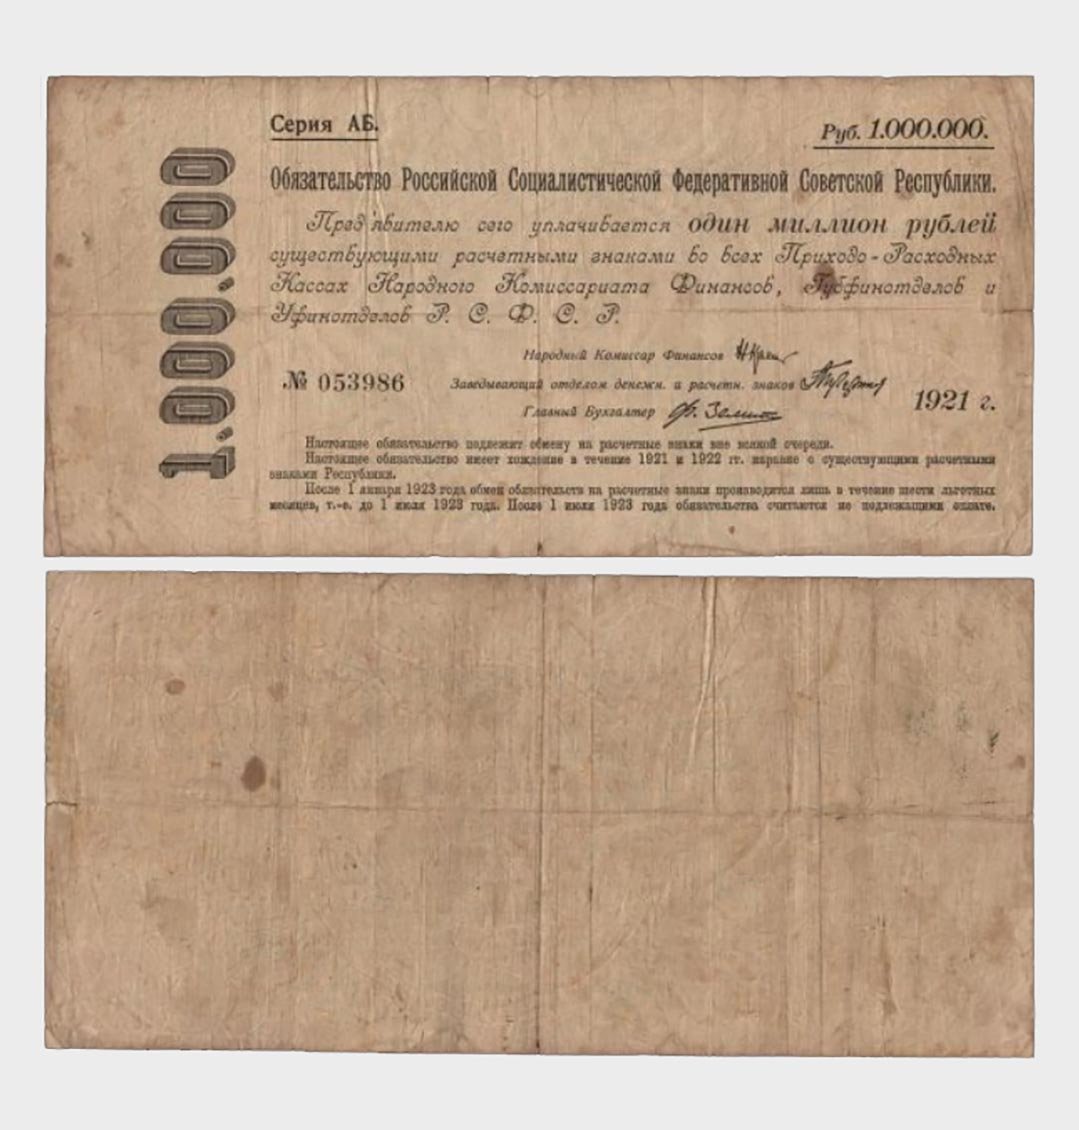 1.000.000
Серия АБ.
Руб. 1.000.000.
Обязательство Российской Социалистической Федеративной Советской Республики.
Пред'явителю сего уплачивается один миллион рублей
существующими расчетными знаками во всех Приходо-Расходных
Кассах Народного Комиссариата Финансов, Губфинотделов и
Уфинотделов Р. С. Ф. С. Р.
Народный Комиссар Финансов
№ 053986
Заведывающий отделом денежн. и расчетн. знаков
Главный Бухгалтер
1921 г.
Настоящее обязательство подлежит обмену на расчетные знаки вне всякой очереди.
Настоящее обязательство имеет хождение в течение 1921 и 1922 гг. наравне с существующими расчетными
знаками Республики.
После 1 января 1923 года обмен обязательств на расчетные знаки производится лишь в течение шести льготных
месяцев, т.-е. до 1 июля 1923 года. После 1 июля 1923 года обязательства считаются не подлежащими оплате.